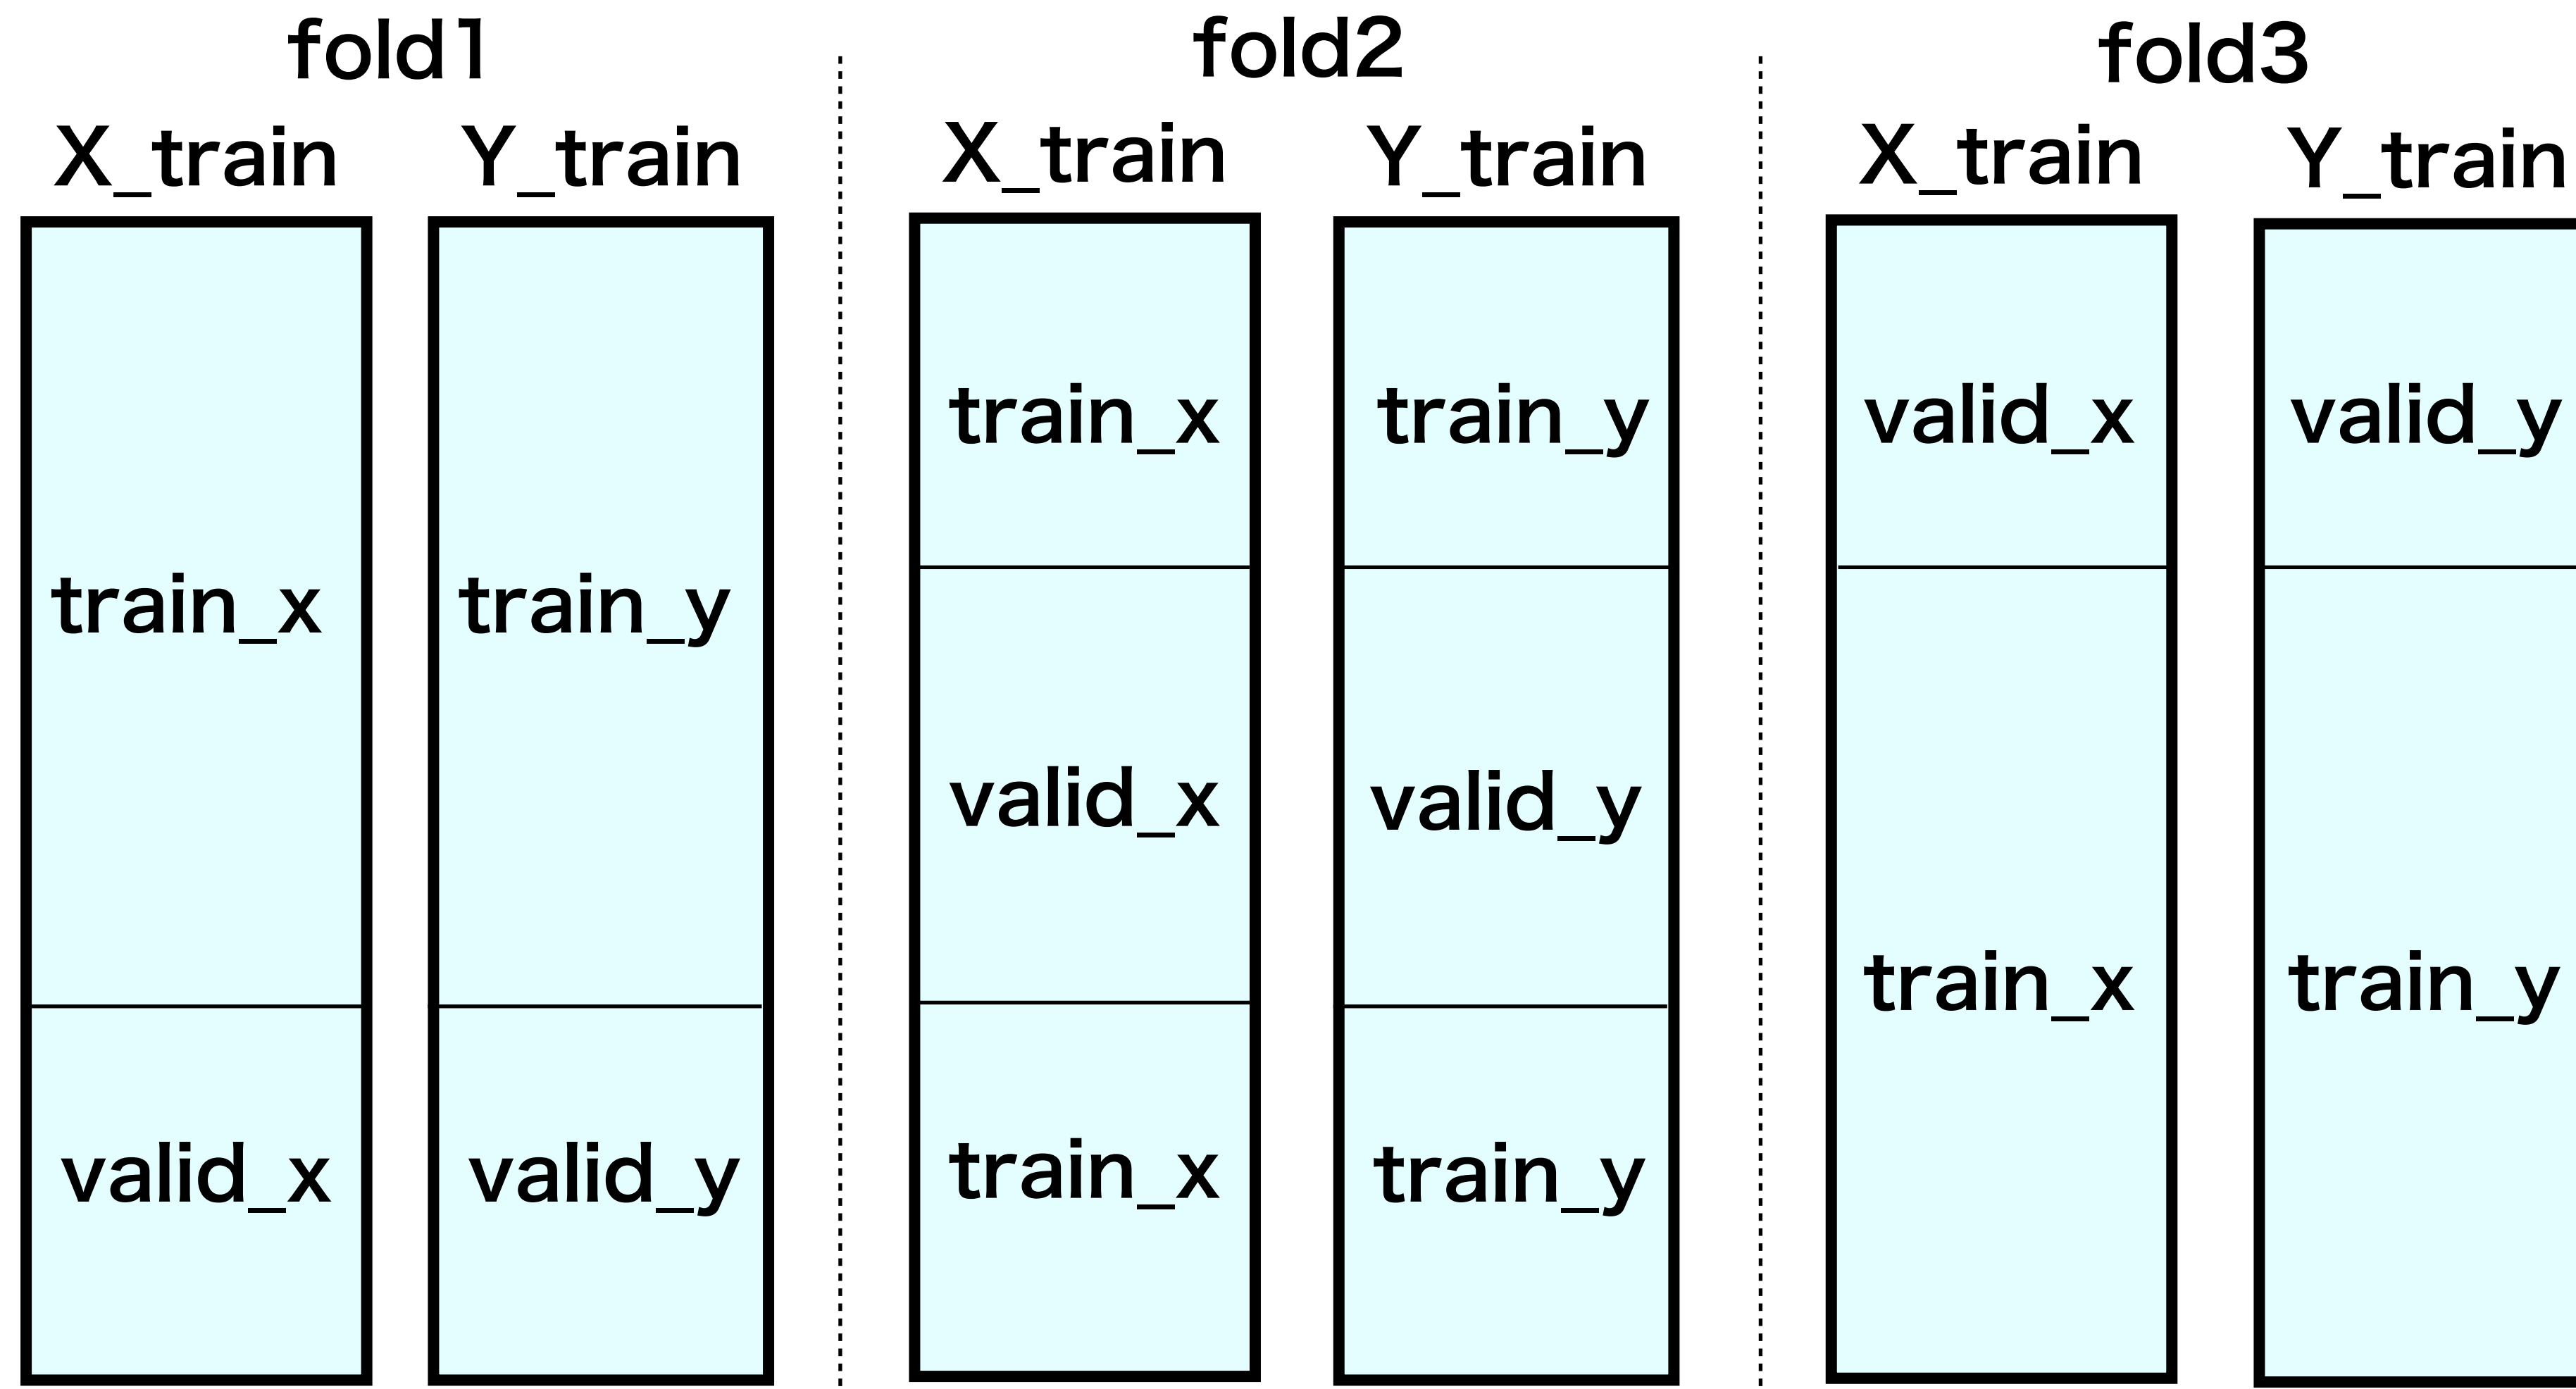 fold1
X_train
Y_train
train_x
train_y
valid_x
valid_y
fold2
X_train
Y_train
train_x
train_y
valid_x
valid_y
train_x
train_y
fold3
X_train
Y_train
valid_x
valid_y
train_x
train_y